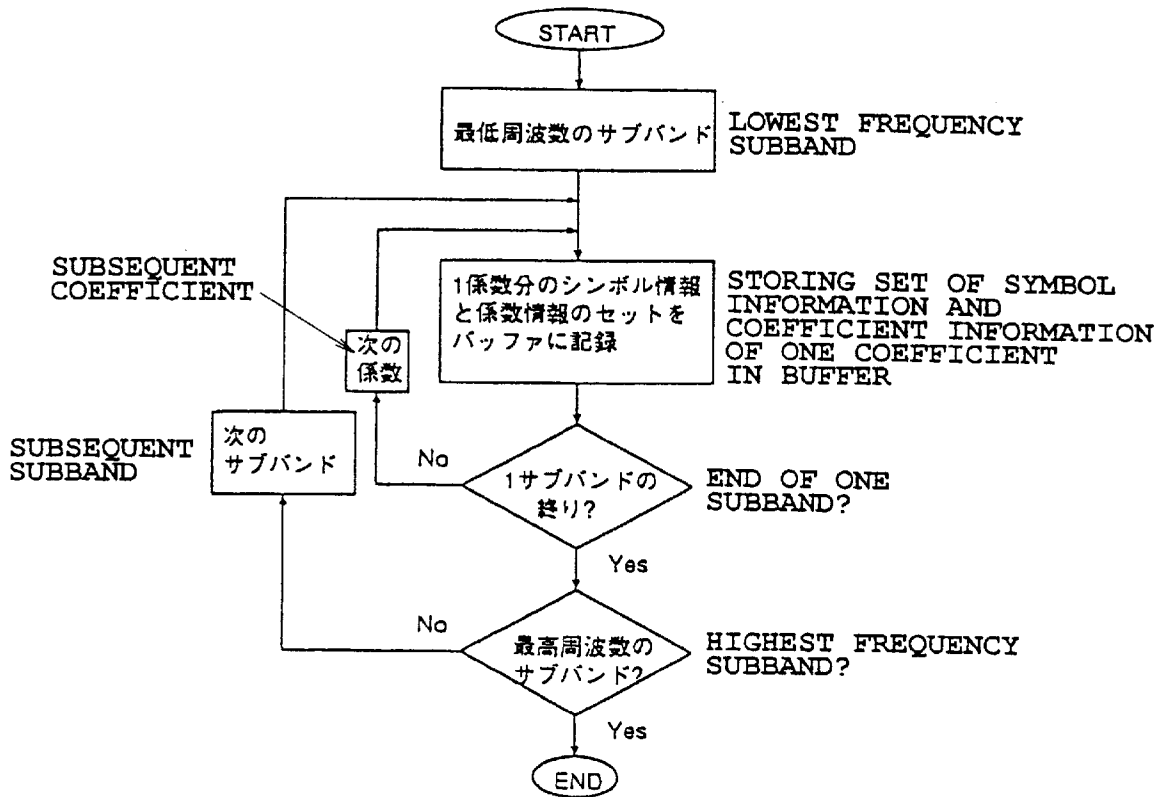 START
最低周波数のサブバンド
LOWEST FREQUENCY
SUBBAND
SUBSEQUENT
COEFFICIENT
1係数分のシンボル情報
と係数情報のセットを
バッファに記録
STORING SET OF SYMBOL
INFORMATION AND
COEFFICIENT INFORMATION
OF ONE COEFFICIENT
IN BUFFER
次の
係数
SUBSEQUENT
SUBBAND
次の
サブバンド
No
1サブバンドの
終り?
END OF ONE
SUBBAND?
Yes
No
最高周波数の
サブバンド?
HIGHEST FREQUENCY
SUBBAND?
Yes
END